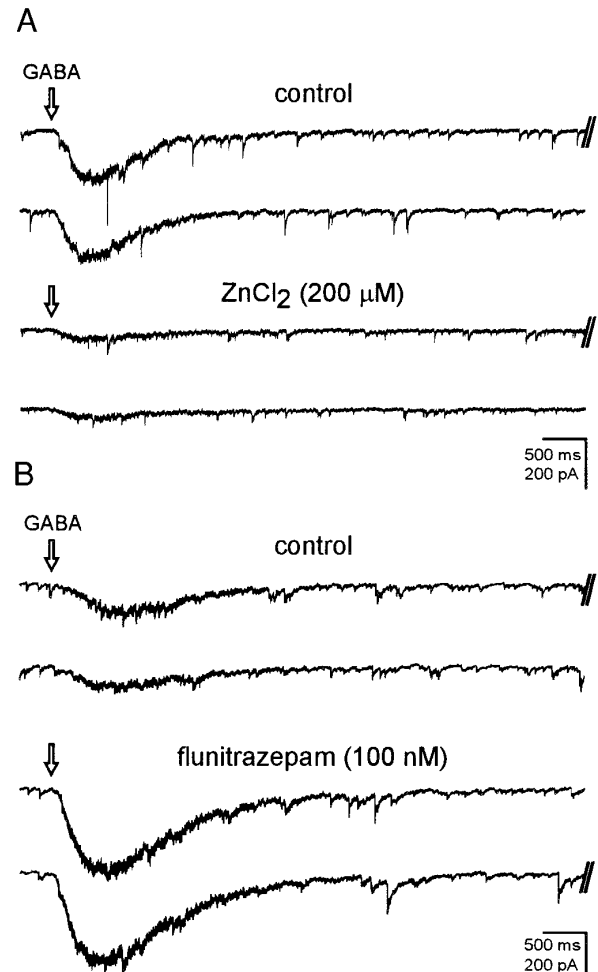 A
GABA
control
ZnCl2 (200 μM)
500 ms
200 pA
B
GABA
control
flunitrazepam (100 nM)
500 ms
200 pA